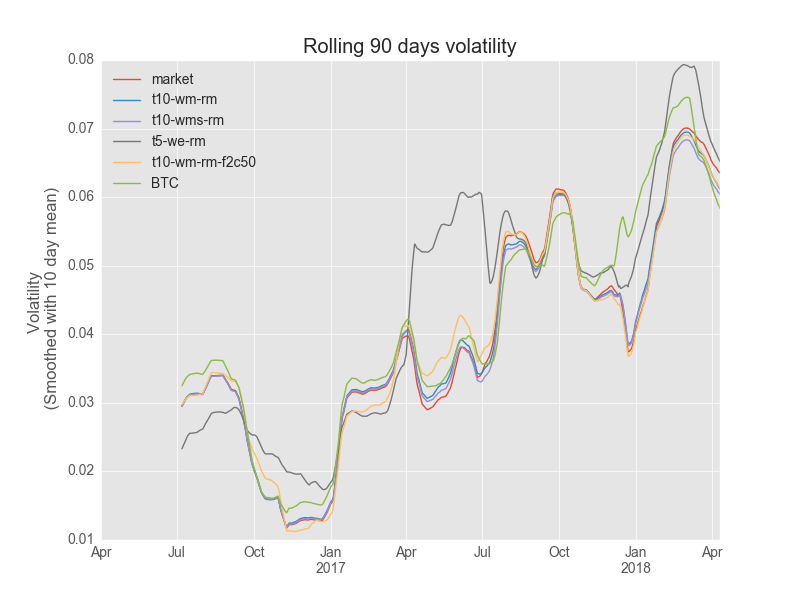 Rolling 90 days volatility
0.08
0.07
0.06
0.05
0.04
0.03
0.02
0.01
Volatility
(Smoothed with 10 day mean)
market
t10-wm-rm
t10-wms-rm
t5-we-rm
t10-wm-rm-f2c50
BTC
Apr Jul Oct Jan Apr Jul Oct Jan Apr
2017 2018